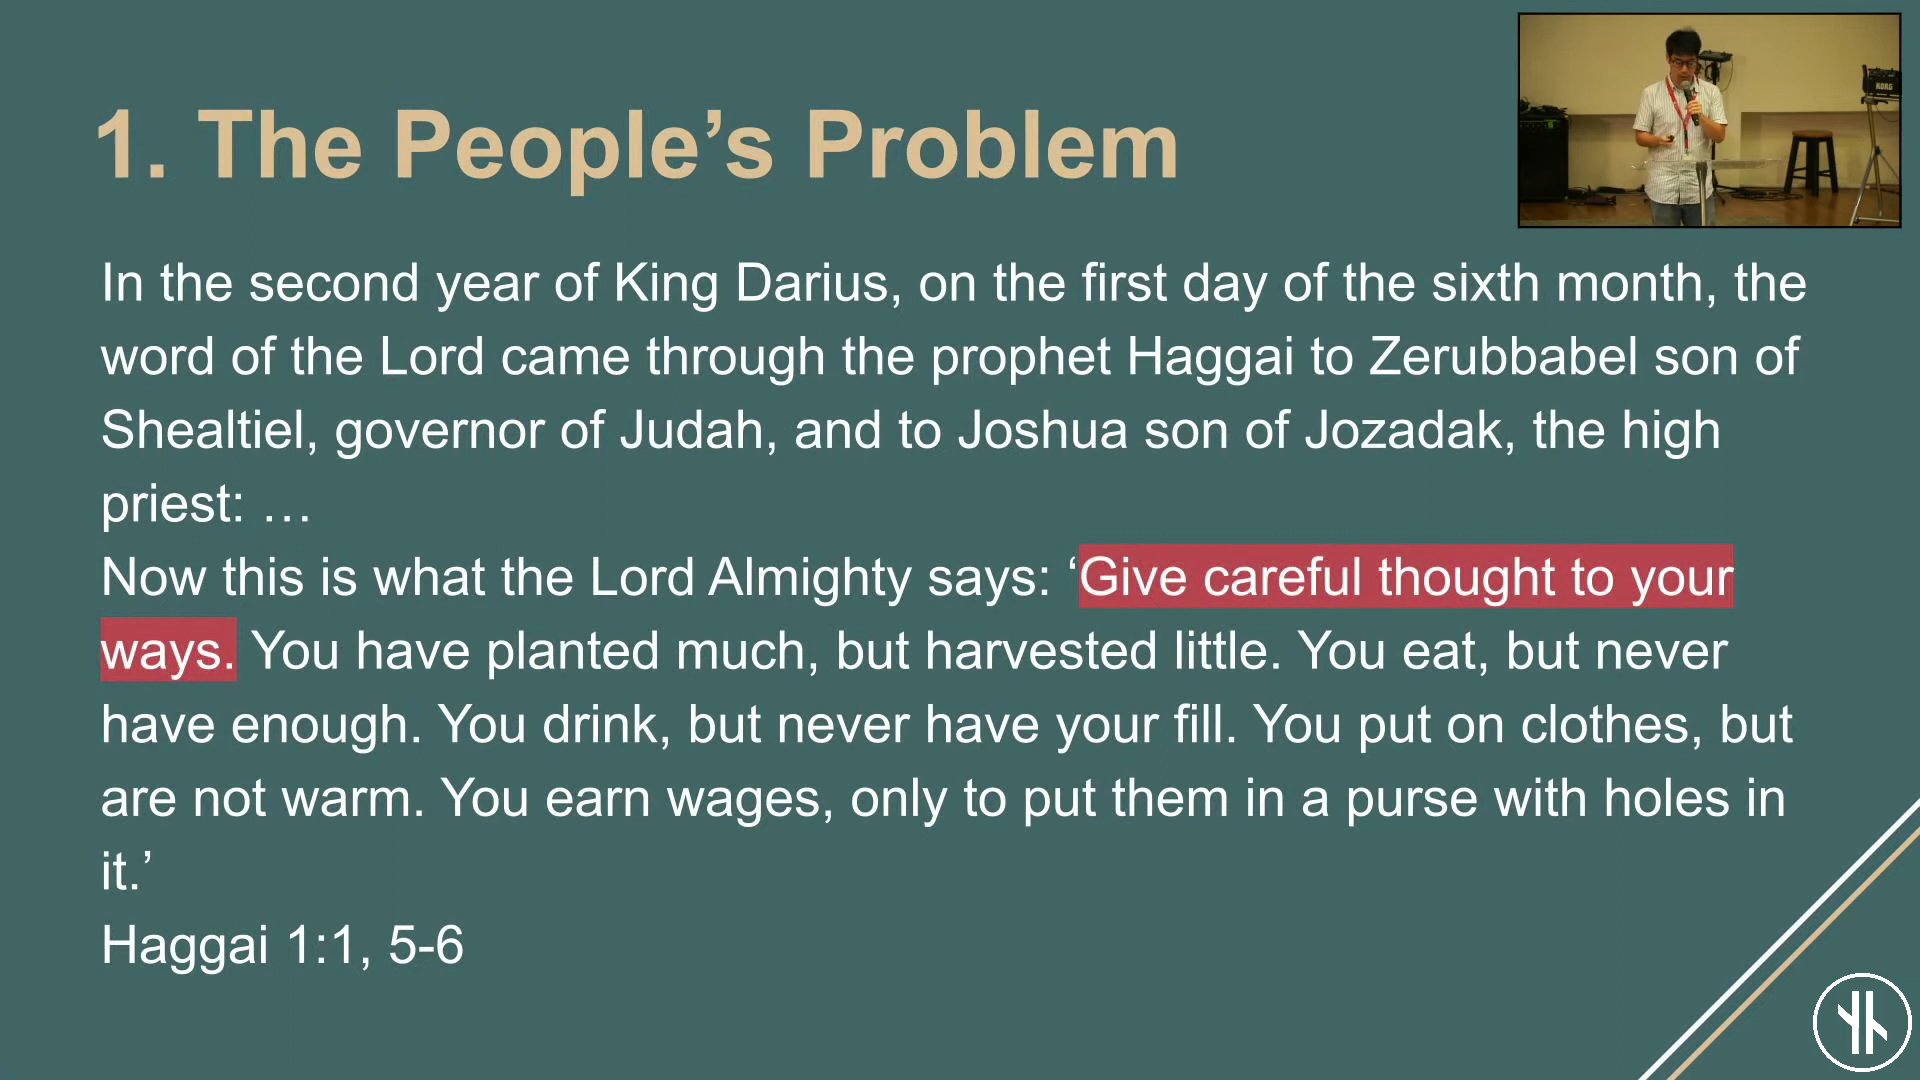 1. The People’s Problem
In the second year of King Darius, on the first day of the sixth month, the
word of the Lord came through the prophet Haggai to Zerubbabel son of
Shealtiel, governor of Judah, and to Joshua son of Jozadak, the high
priest: …
Now this is what the Lord Almighty says: ‘Give careful thought to your
ways. You have planted much, but harvested little. You eat, but never
have enough. You drink, but never have your fill. You put on clothes, but
are not warm. You earn wages, only to put them in a purse with holes in
it.’
Haggai 1:1, 5-6
KORG